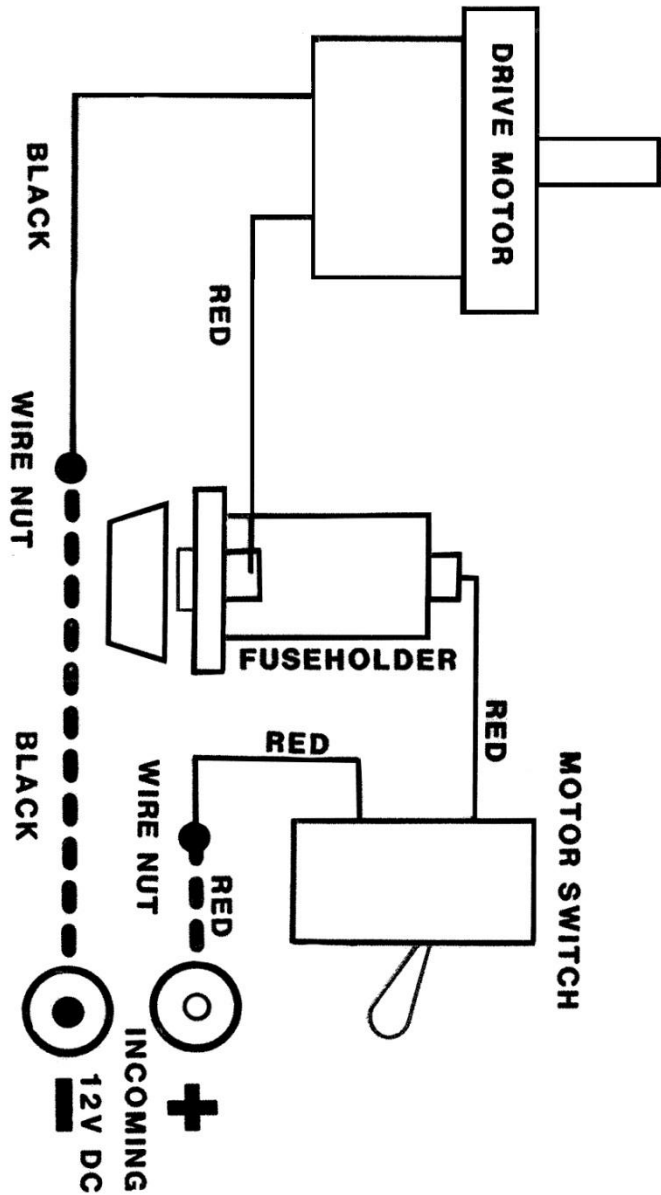 DRIVE MOTOR
BLACK
RED
WIRE NUT
FUSEHOLDER
RED
MOTOR SWITCH
RED
BLACK
WIRE NUT
RED
INCOMING
12V DC
+
−